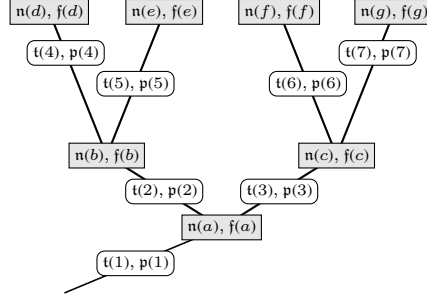 𝔫(d), 𝔣(d) 𝔫(e), 𝔣(e) 𝔫(f), 𝔣(f) 𝔫(g), 𝔣(g)
𝔱(4), 𝔭(4) 𝔱(7), 𝔭(7)
𝔱(5), 𝔭(5) 𝔱(6), 𝔭(6)
𝔫(b), 𝔣(b) 𝔫(c), 𝔣(c)
𝔱(2), 𝔭(2) 𝔱(3), 𝔭(3)
𝔫(a), 𝔣(a)
𝔱(1), 𝔭(1)